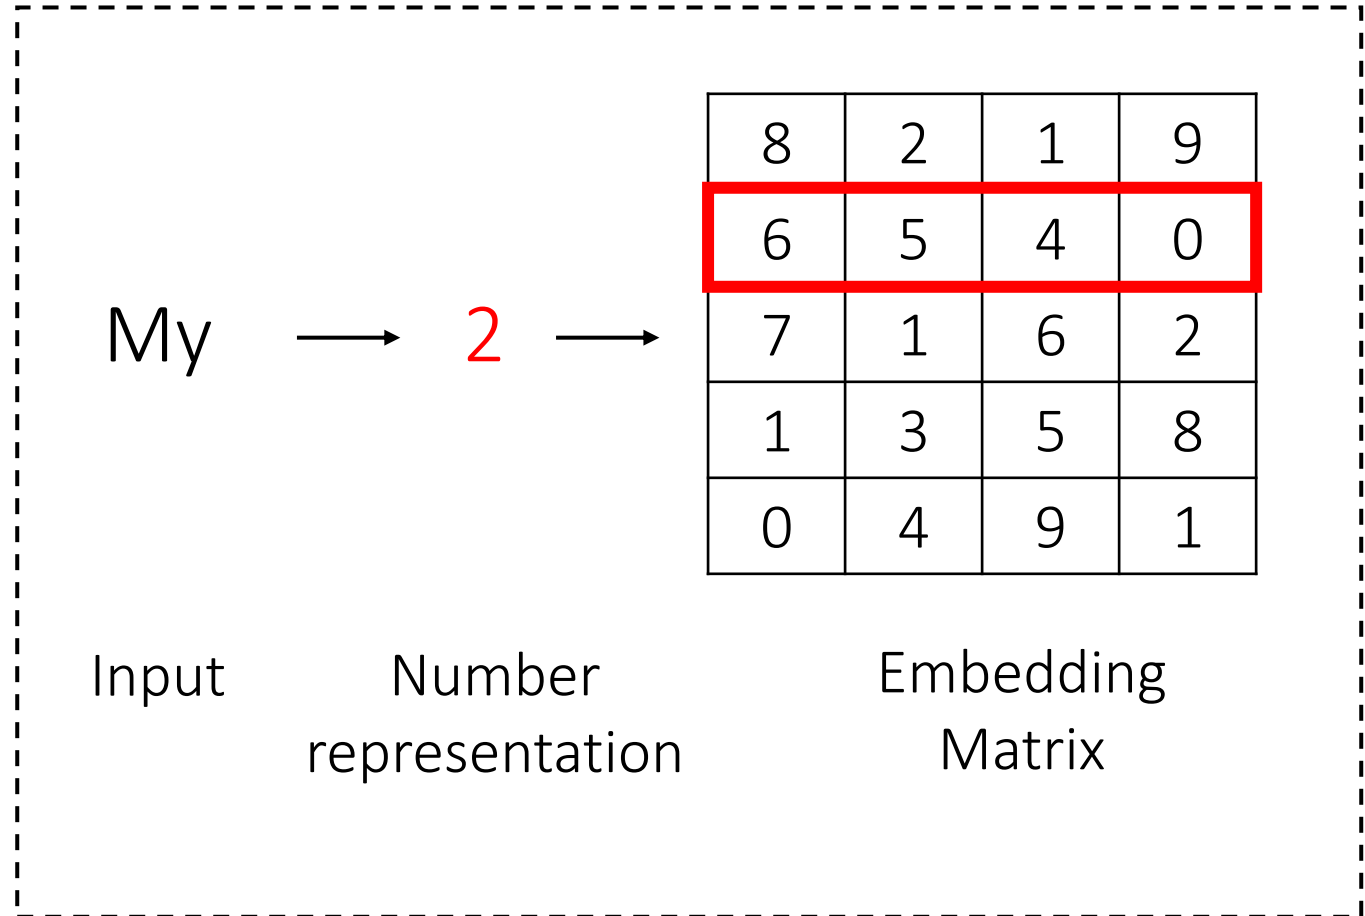 8 2 1 9
6 5 4 0
My 2 7 1 6 2
1 3 5 8
0 4 9 1
Input
Number
representation
Embedding
Matrix